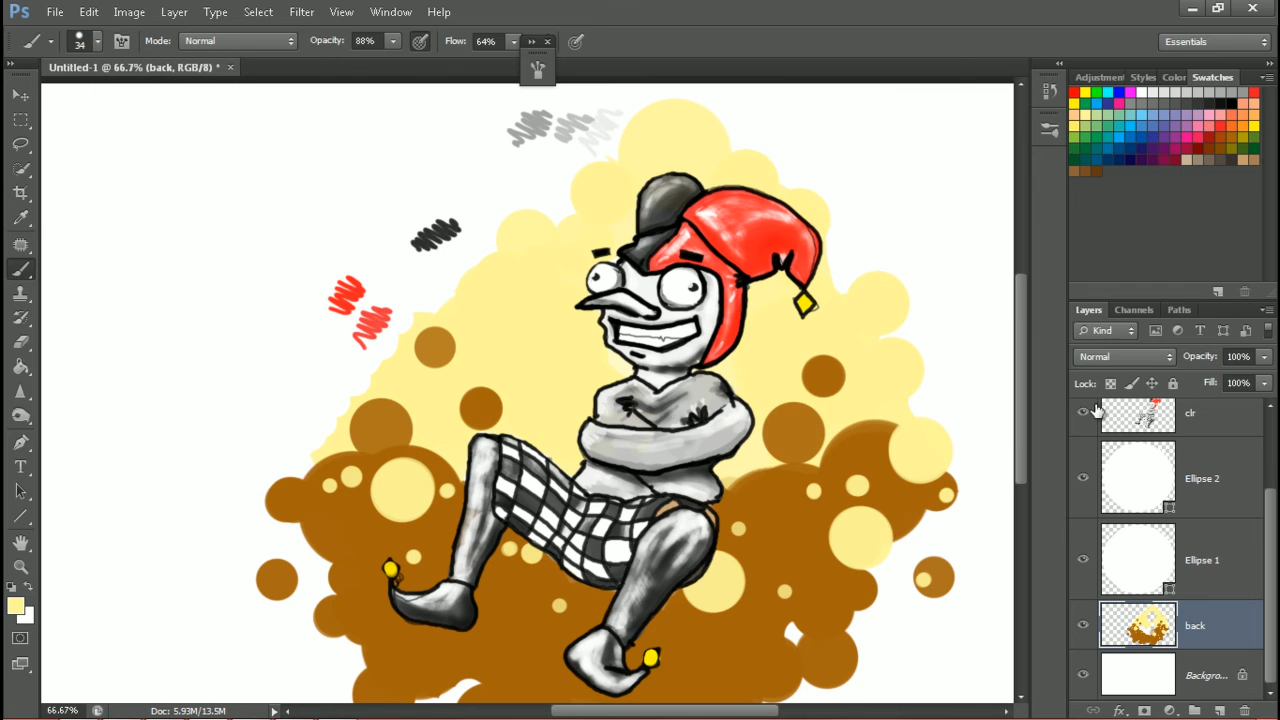 Ps File Edit Image Layer Type Select Filter View Window Help
34 Mode: Normal Opacity: 88% Flow: 64% Essentials
Untitled-1 @ 66.7% (back, RGB/8) * ×
Adjustment Styles Color Swatches
Layers Channels Paths
Kind
Normal Opacity: 100%
Lock: Fill: 100%
clr
Ellipse 2
Ellipse 1
back
Backgro...
66.67% Doc: 5.93M/13.5M
fx